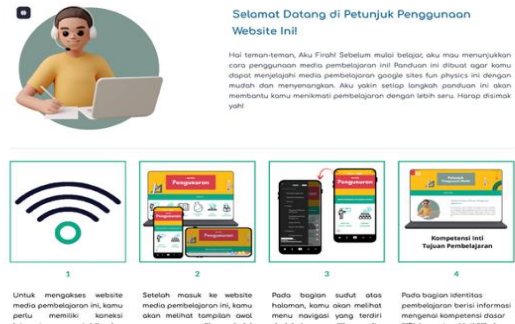 Selamat Datang di Petunjuk Penggunaan
Website Ini!
Hai teman-teman, Aku Firah! Sebelum mulai belajar, aku mau menunjukkan
cara penggunaan media pembelajaran ini! Panduan ini dibuat agar kamu
dapat menjelajahi media pembelajaran google sites fun physics ini dengan
mudah dan menyenangkan. Aku yakin setiap langkah panduan ini akan
membantu kamu menikmati pembelajaran dengan lebih seru. Harap disimak
yah!
Pengukuran
Pengukuran
Pengukuran
Pengukuran
Kompetensi Inti
Tujuan Pembelajaran
1
2
3
4
Untuk mengakses website
media pembelajaran ini, kamu
perlu memiliki koneksi
Setelah masuk ke website
media pembelajaran ini, kamu
akan melihat tampilan awal
Pada bagian sudut atas
halaman, kamu akan melihat
menu navigasi yang terdiri
Pada bagian identitas
pembelajaran berisi informasi
mengenai kompetensi dasar